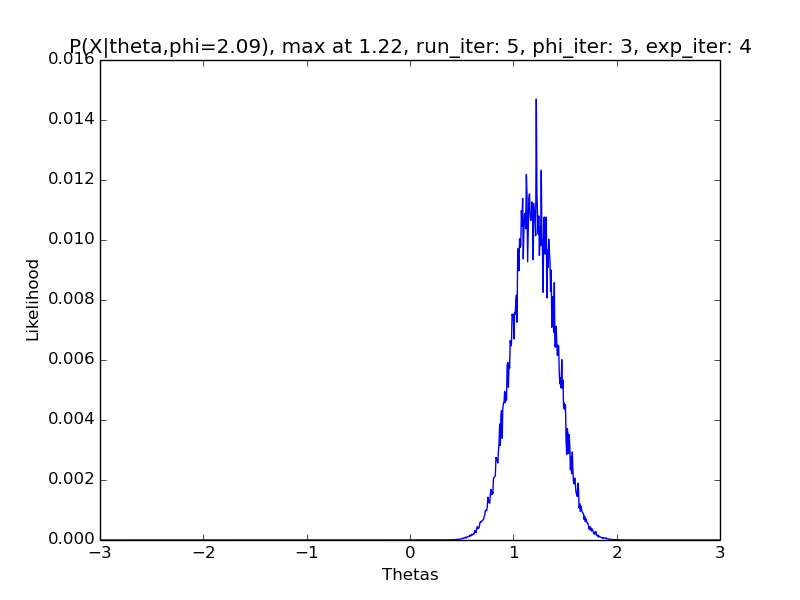 P(X|theta,phi=2.09), max at 1.22, run_iter: 5, phi_iter: 3, exp_iter: 4
0.016
0.014
0.012
0.010
0.008
0.006
0.004
0.002
0.000
Likelihood
−3 −2 −1 0 1 2 3
Thetas